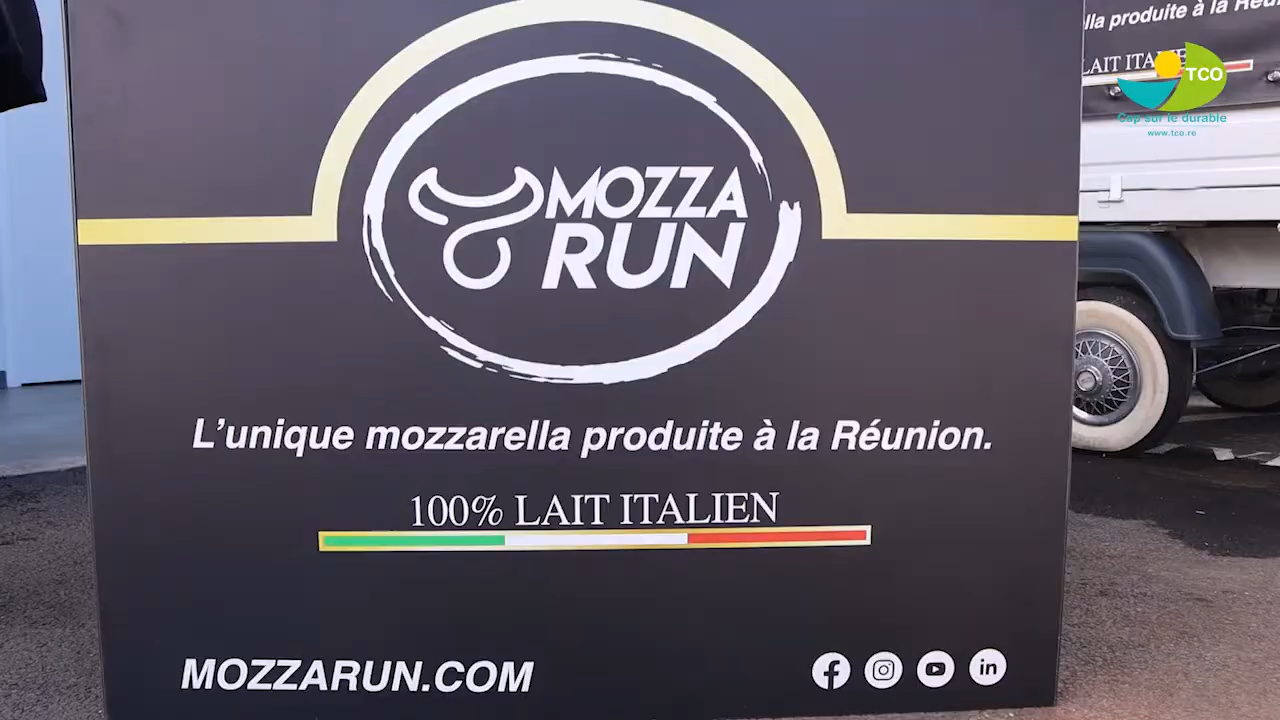 lla produite à la Réu
LAIT ITA
TCO
Cap sur le durable
www.tco.re
MOZZA
RUN
L'unique mozzarella produite à la Réunion.
100% LAIT ITALIEN
MOZZARUN.COM